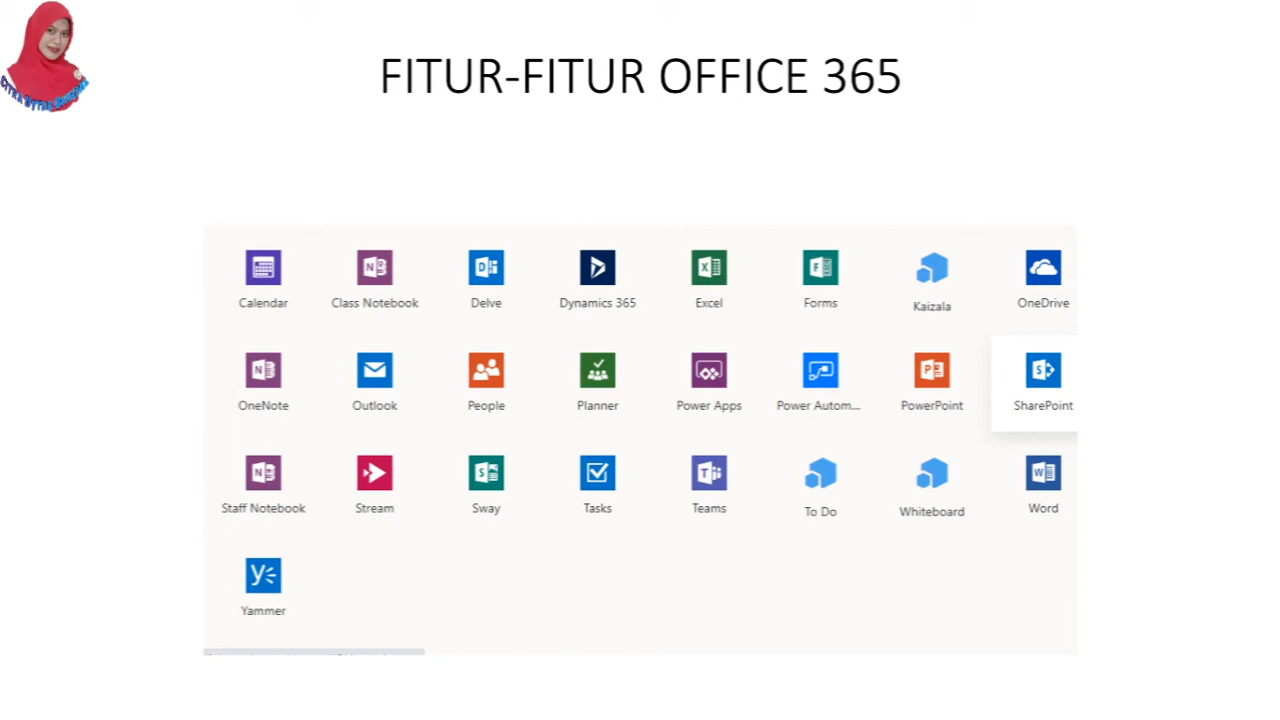 FITUR-FITUR OFFICE 365
Calendar Class Notebook Delve Dynamics 365 Excel Forms Kaizala OneDrive
OneNote Outlook People Planner Power Apps Power Autom... PowerPoint SharePoint
Staff Notebook Stream Sway Tasks Teams To Do Whiteboard Word
Yammer